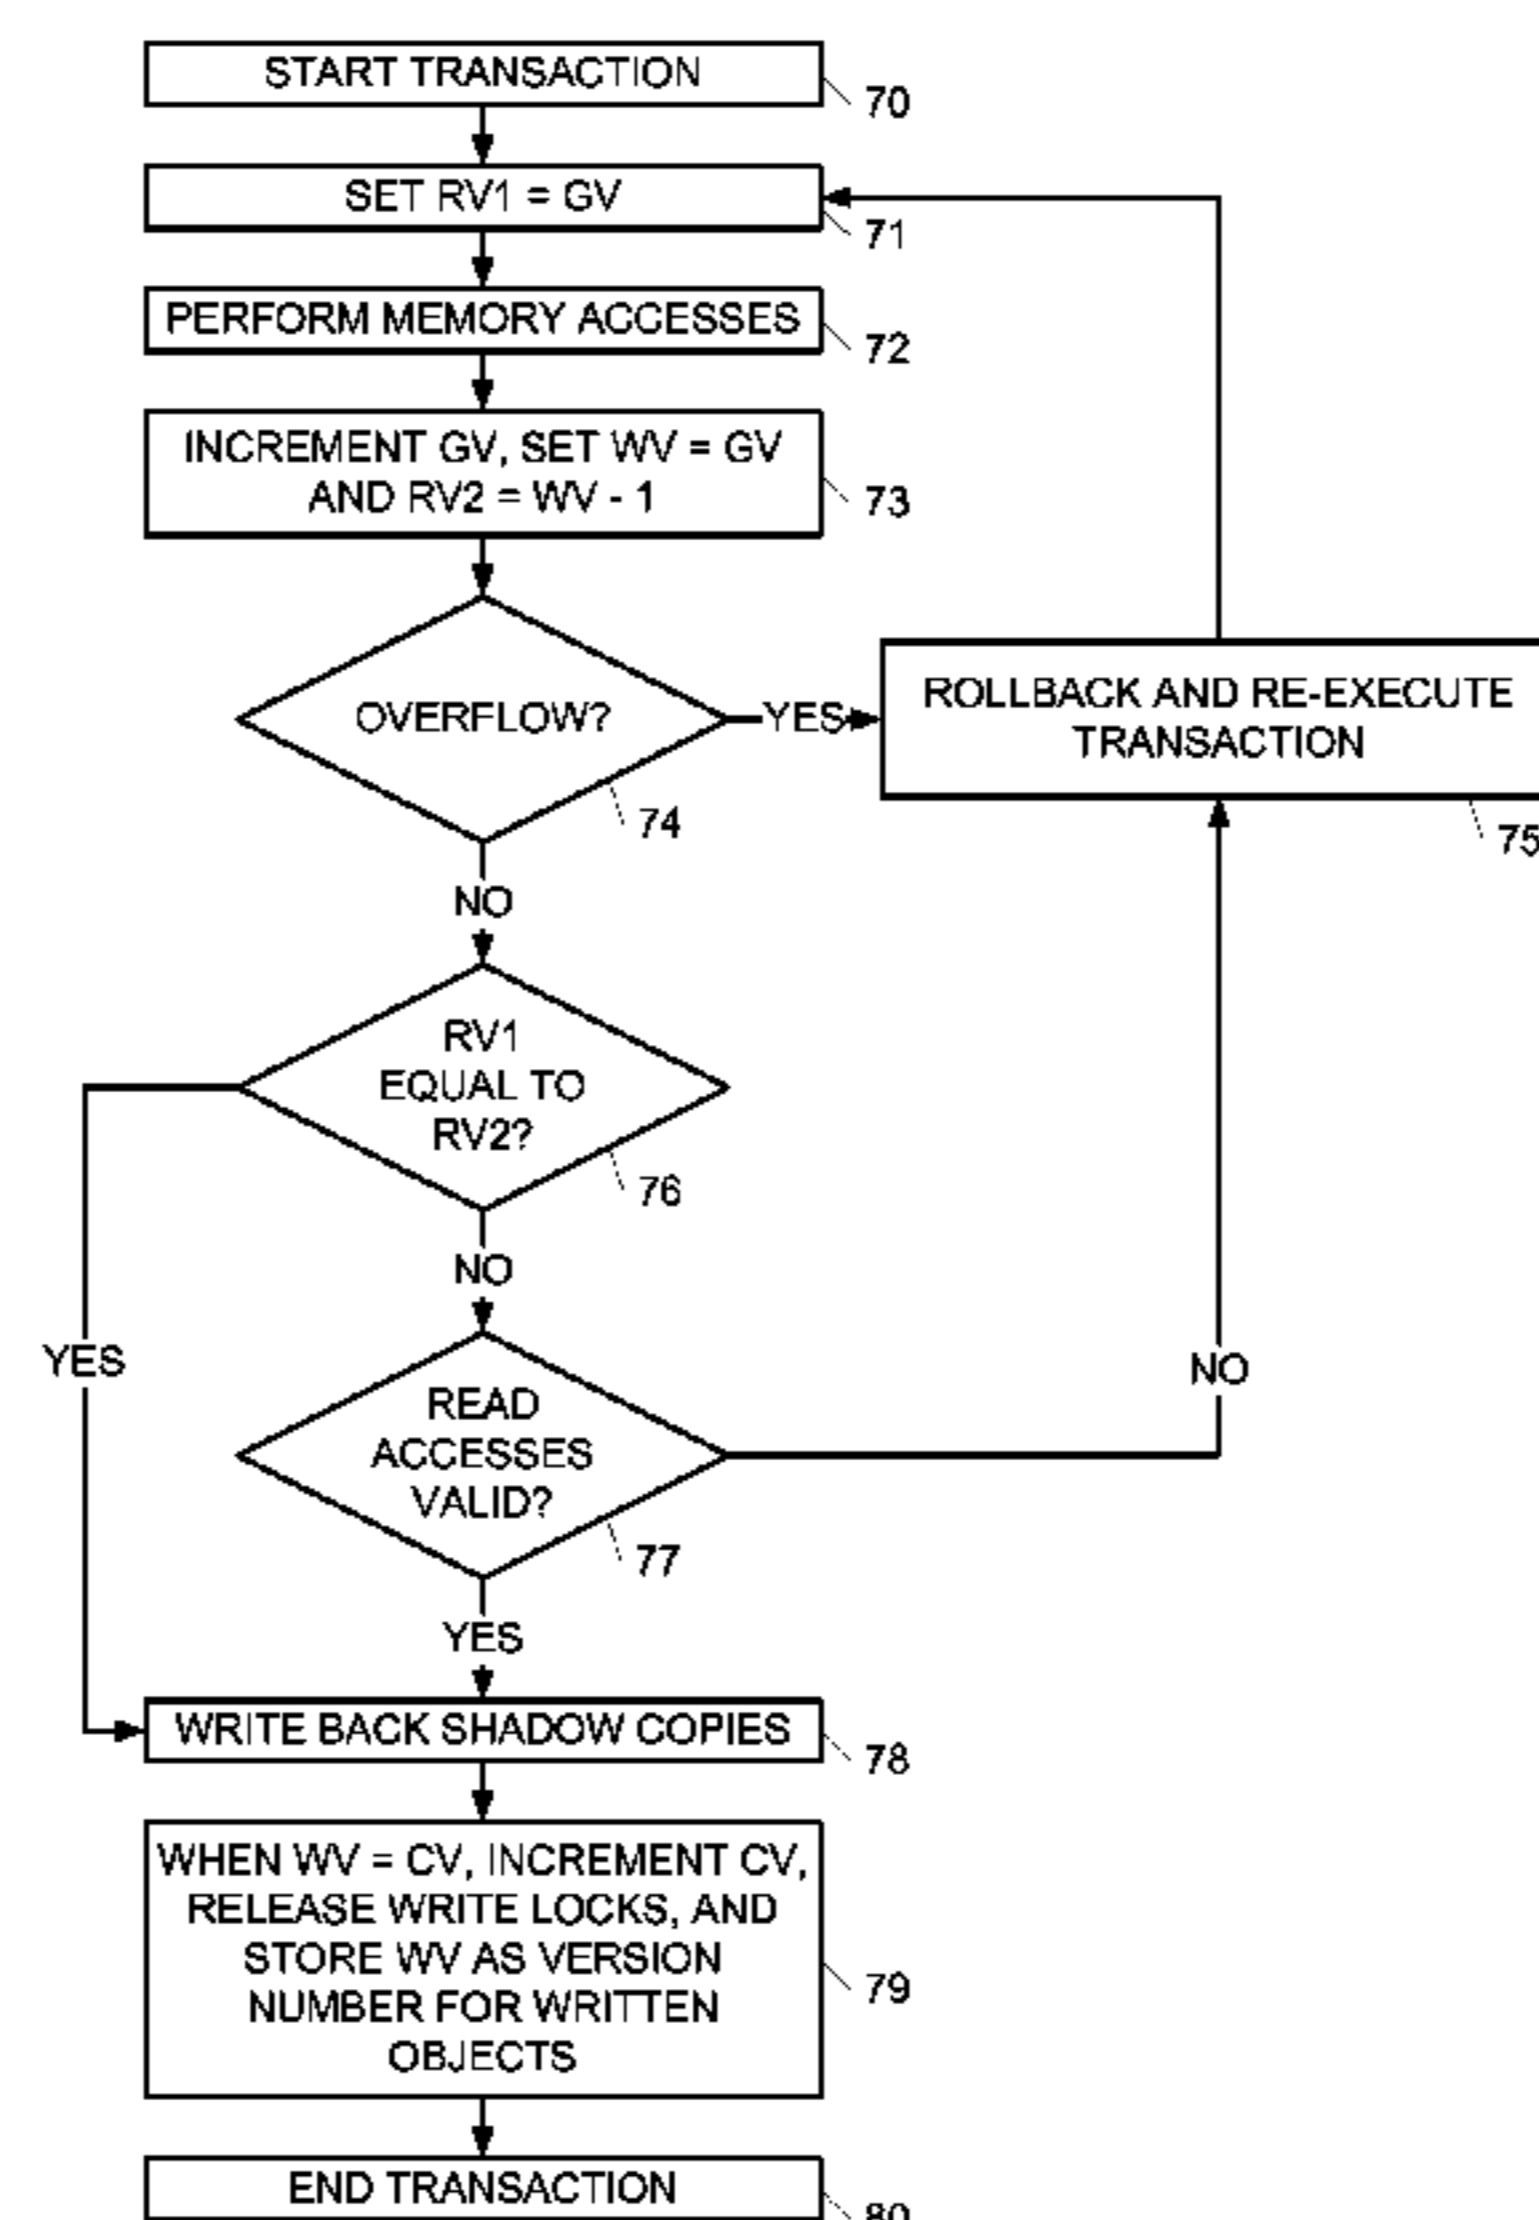 START TRANSACTION
70
SET RV1 = GV
71
PERFORM MEMORY ACCESSES
72
INCREMENT GV, SET WV = GV
AND RV2 = WV - 1
73
OVERFLOW?
YES
74
ROLLBACK AND RE-EXECUTE
TRANSACTION
75
NO
RV1
EQUAL TO
RV2?
76
NO
YES
NO
READ
ACCESSES
VALID?
77
YES
WRITE BACK SHADOW COPIES
78
WHEN WV = CV, INCREMENT CV,
RELEASE WRITE LOCKS, AND
STORE WV AS VERSION
NUMBER FOR WRITTEN
OBJECTS
79
END TRANSACTION
80